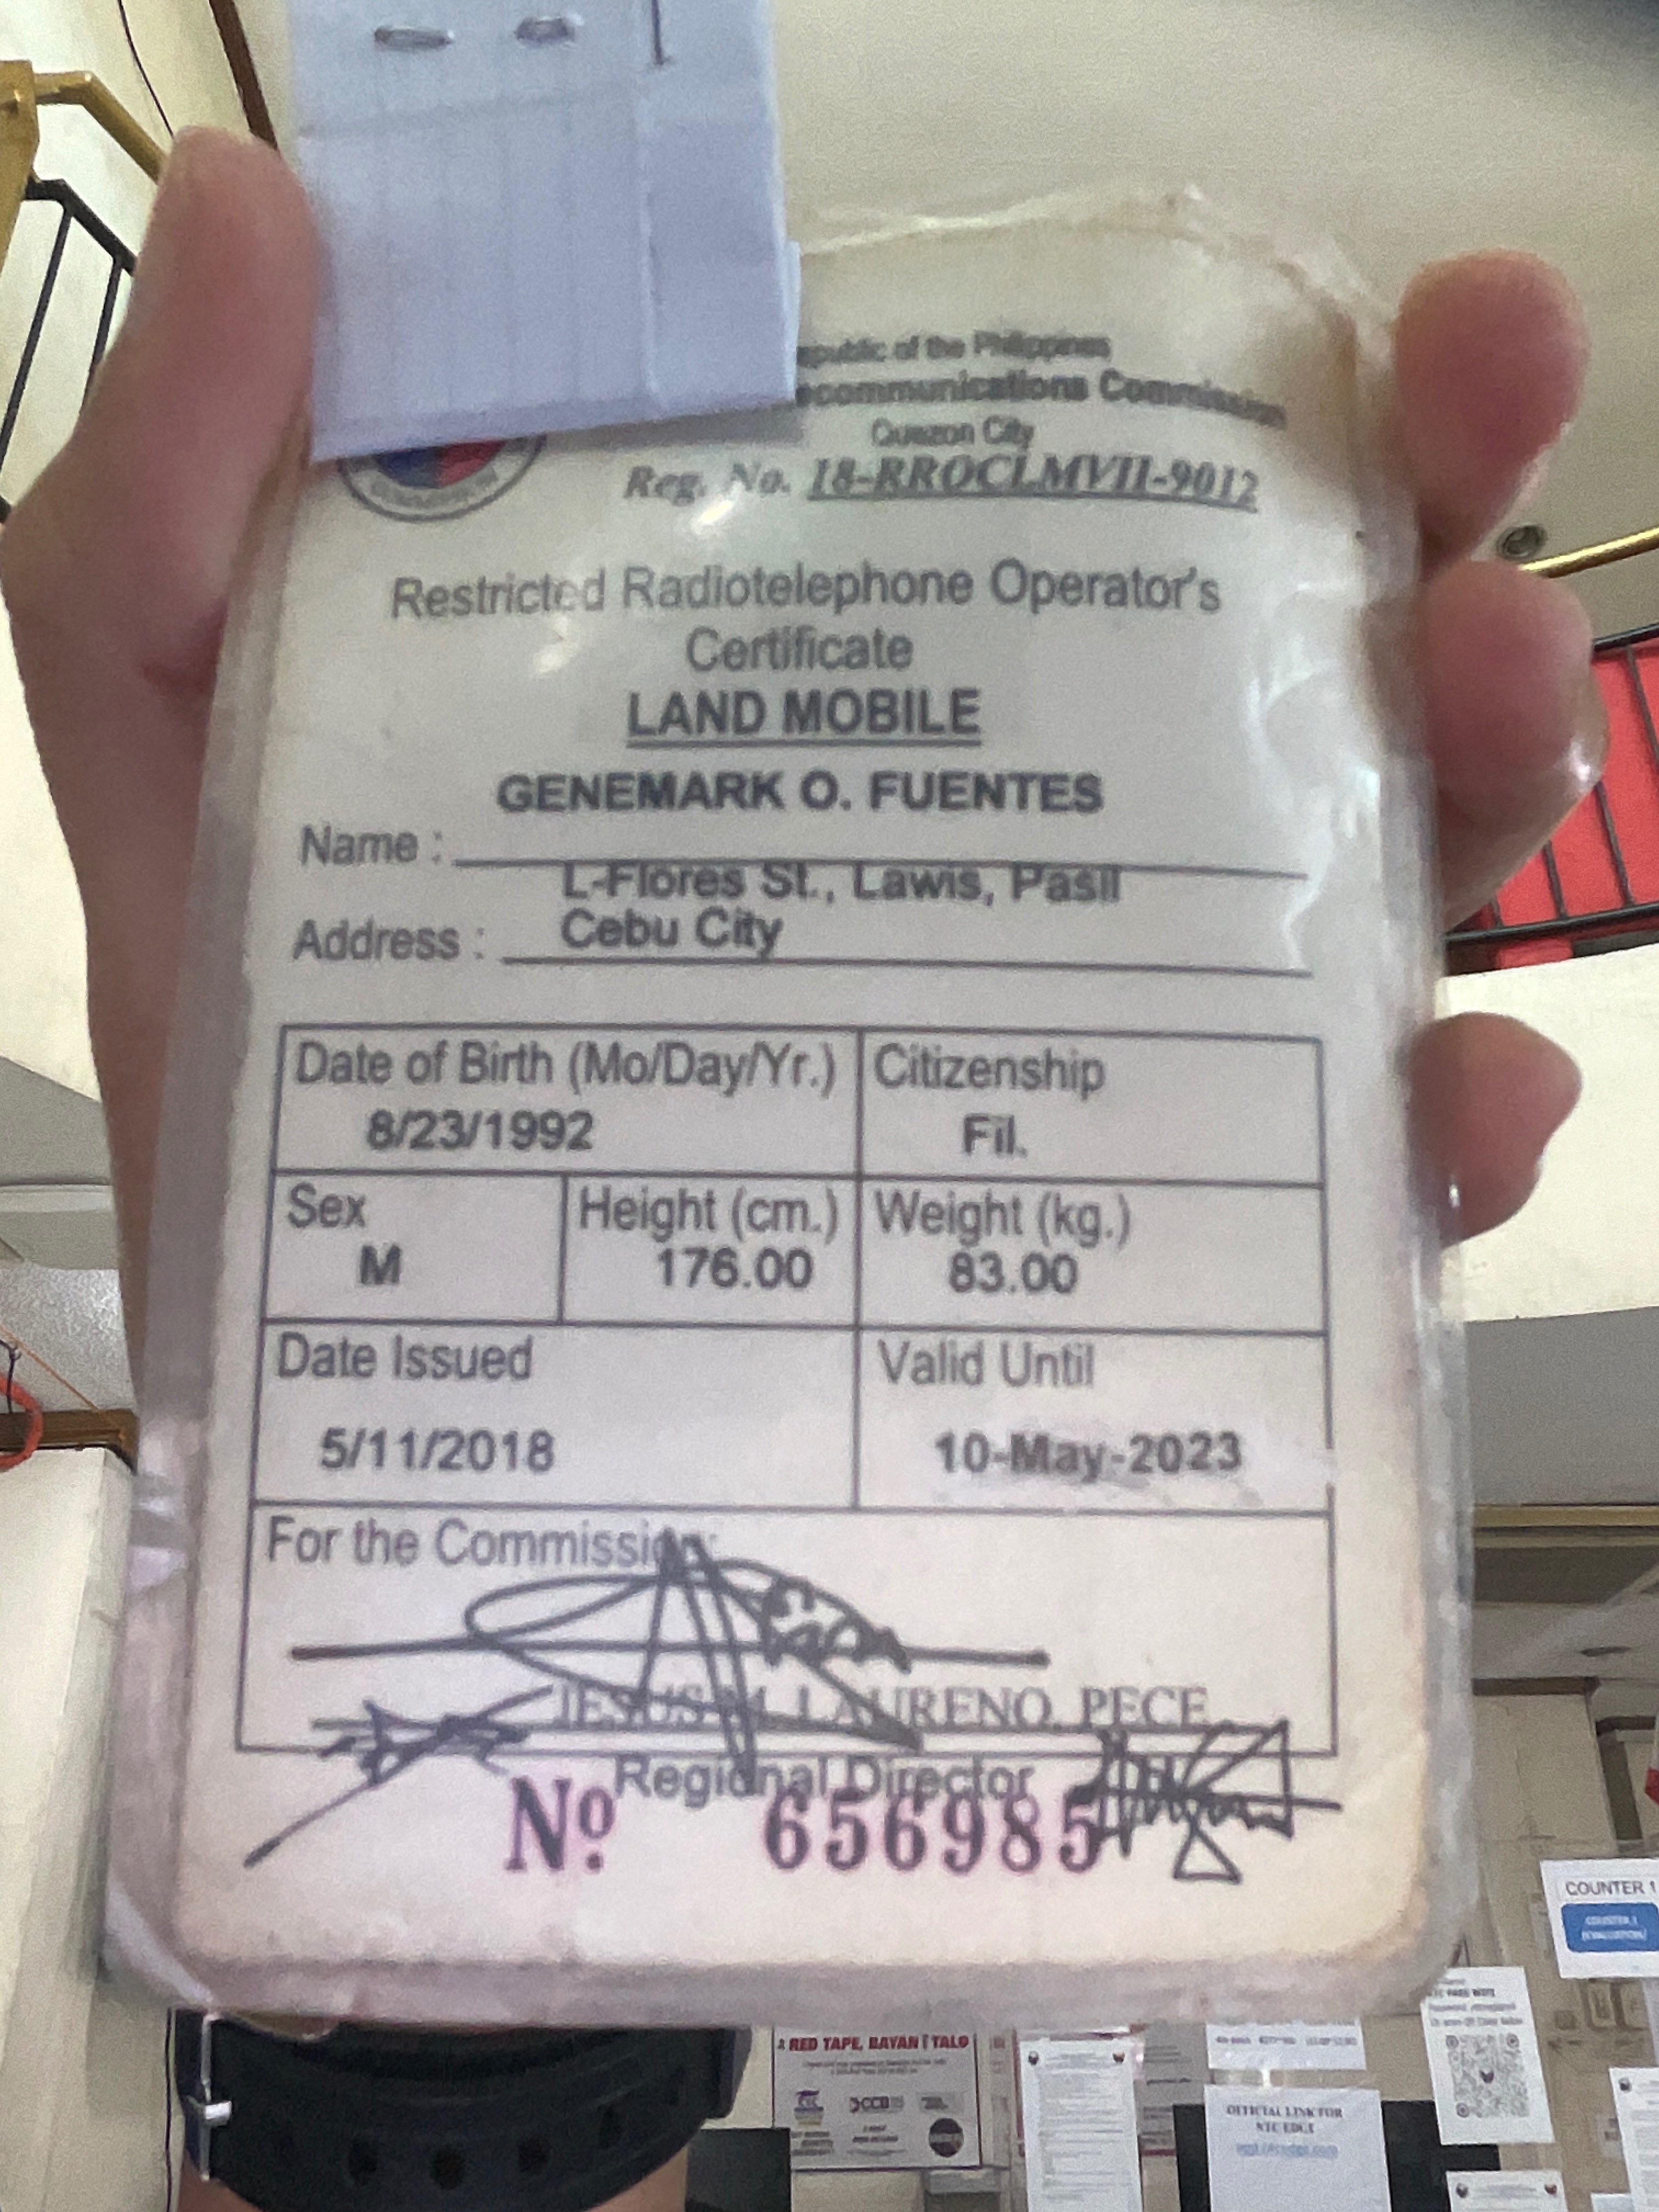 epublic of the Philippines
ecommunications Commission
Quezon City
Reg. No. 18-RROCLMVII-9012
Restricted Radiotelephone Operator's
Certificate
LAND MOBILE
GENEMARK O. FUENTES
Name :
L-Flores St., Lawis, Pasil
Address : Cebu City
Date of Birth (Mo/Day/Yr.) Citizenship
8/23/1992 Fil.
Sex Height (cm.) Weight (kg.)
M 176.00 83.00
Date Issued Valid Until
5/11/2018 10-May-2023
For the Commission:
JESUS M. LAURENO, PECE
Regional Director
Nº 656985
COUNTER 1
COUNTER 1
RED TAPE, BAYAN TALO
CCB
OFFICIAL LINK FOR
NTC EDGE